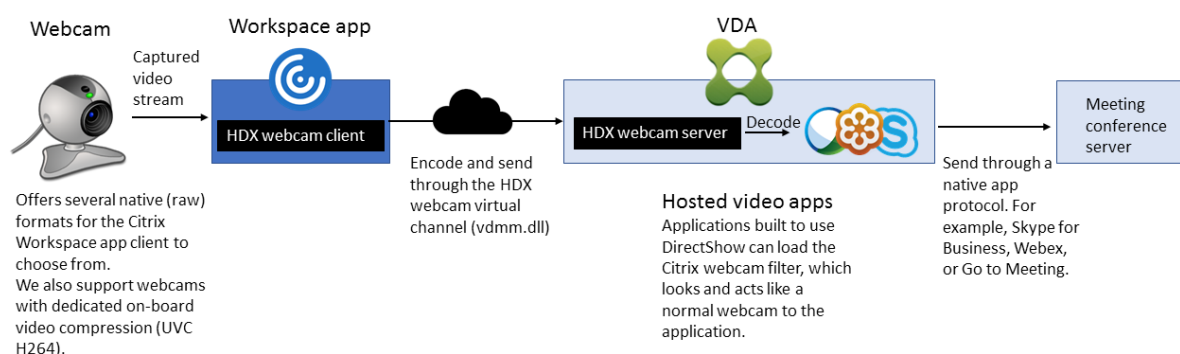 Webcam
Captured
video
stream
Offers several native (raw)
formats for the Citrix
Workspace app client to
choose from.
We also support webcams
with dedicated on-board
video compression (UVC
H264).
Workspace app
HDX webcam client
Encode and send
through the HDX
webcam virtual
channel (vdmm.dll)
VDA
HDX webcam server
Decode
S
Hosted video apps
Applications built to use
DirectShow can load the
Citrix webcam filter, which
looks and acts like a
normal webcam to the
application.
Send through a
native app
protocol. For
example, Skype for
Business, Webex,
or Go to Meeting.
Meeting
conference
server